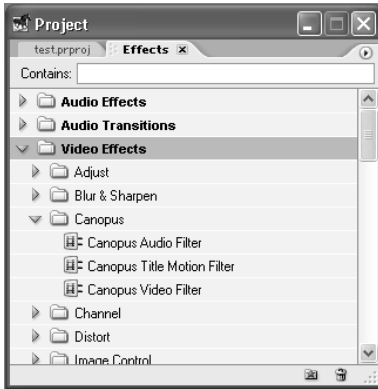 Project
test.prproj Effects
Contains:
Audio Effects
Audio Transitions
Video Effects
Adjust
Blur & Sharpen
Canopus
Canopus Audio Filter
Canopus Title Motion Filter
Canopus Video Filter
Channel
Distort
Image Control